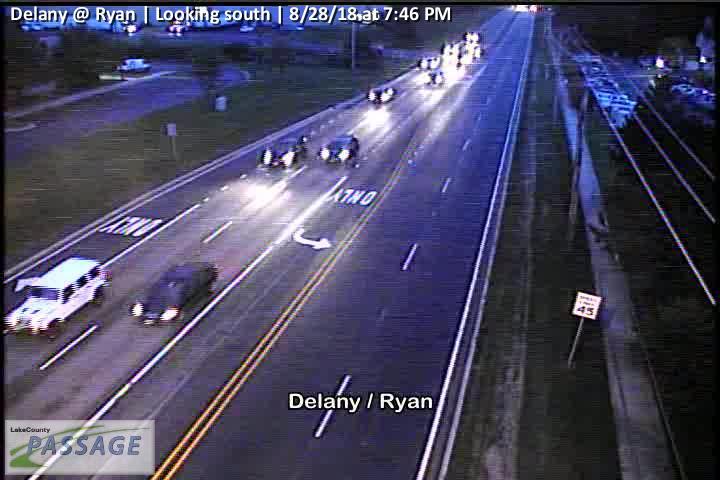 Delany @ Ryan | Looking south | 8/28/18 at 7:46 PM
ONLY
ONLY
SPEED
LIMIT
45
Delany / Ryan
LakeCounty
PASSAGE